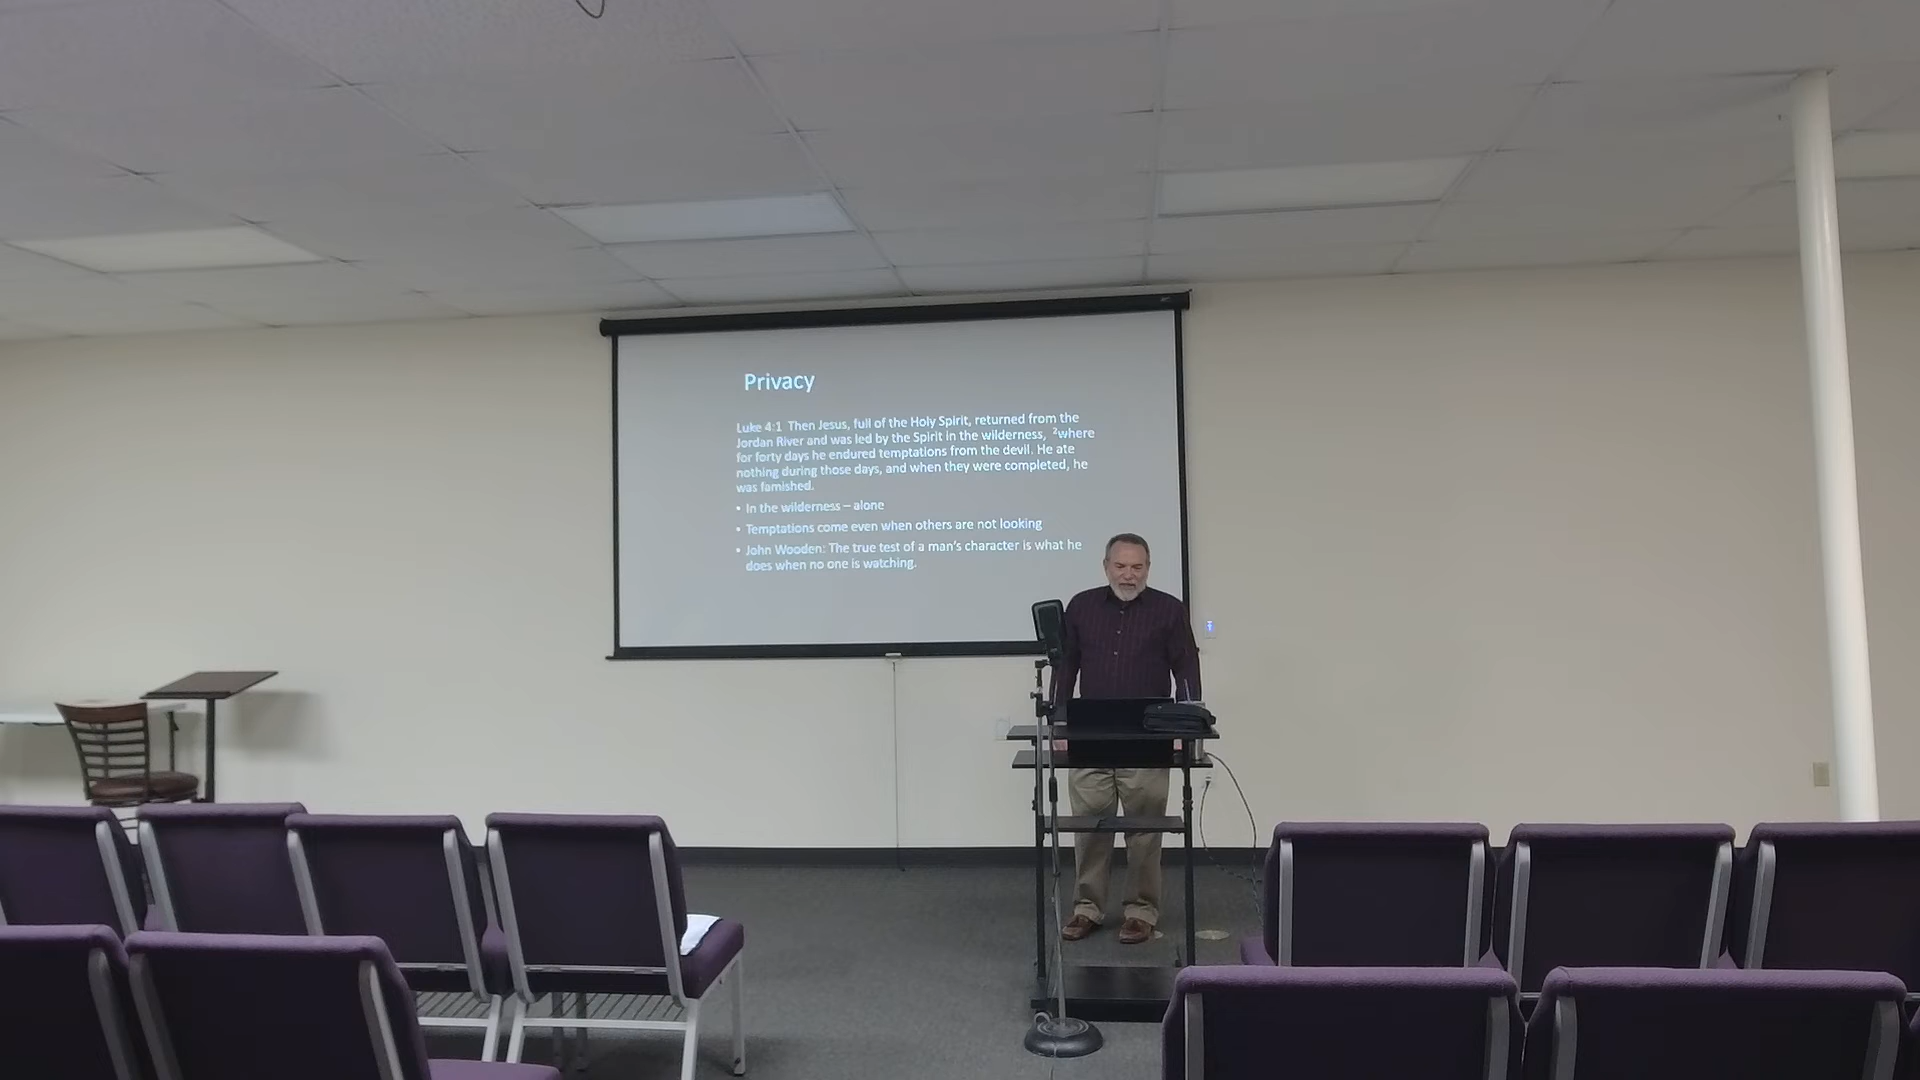 Privacy
Luke 4:1 Then Jesus, full of the Holy Spirit, returned from the
Jordan River and was led by the Spirit in the wilderness, ²where
for forty days he endured temptations from the devil. He ate
nothing during those days, and when they were completed, he
was famished.
• In the wilderness – alone
• Temptations come even when others are not looking
• John Wooden: The true test of a man's character is what he
does when no one is watching.